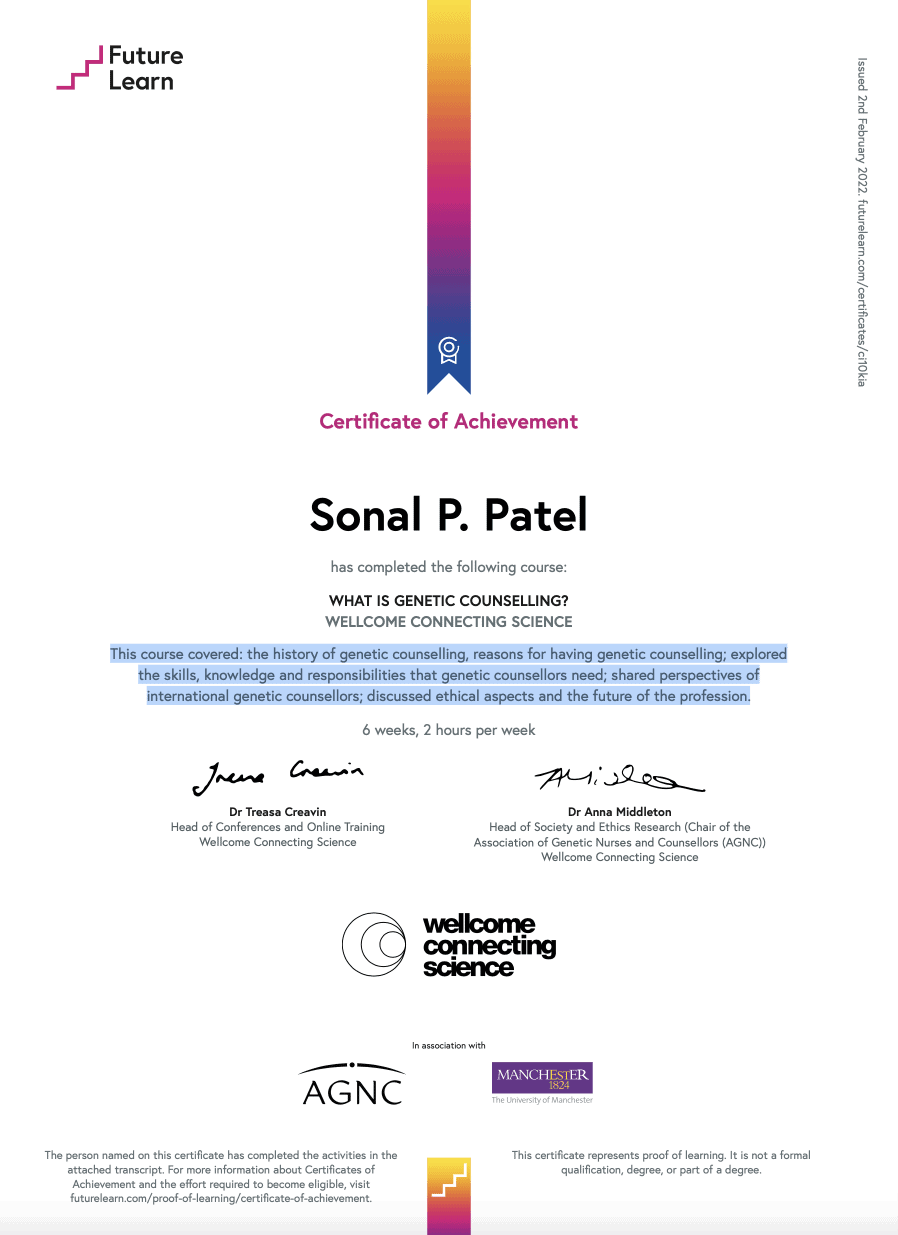 Future
Learn
Issued 2nd February 2022. futurelearn.com/certificates/ci10kia
Certificate of Achievement
Sonal P. Patel
has completed the following course:
WHAT IS GENETIC COUNSELLING?
WELLCOME CONNECTING SCIENCE
This course covered: the history of genetic counselling, reasons for having genetic counselling; explored
the skills, knowledge and responsibilities that genetic counsellors need; shared perspectives of
international genetic counsellors; discussed ethical aspects and the future of the profession.
6 weeks, 2 hours per week
Treasa Creavin
AMiddleton
Dr Treasa Creavin
Head of Conferences and Online Training
Wellcome Connecting Science
Dr Anna Middleton
Head of Society and Ethics Research (Chair of the
Association of Genetic Nurses and Counsellors (AGNC))
Wellcome Connecting Science
wellcome
connecting
science
In association with
AGNC
MANCHESTER
1824
The University of Manchester
The person named on this certificate has completed the activities in the
attached transcript. For more information about Certificates of
Achievement and the effort required to become eligible, visit
futurelearn.com/proof-of-learning/certificate-of-achievement.
This certificate represents proof of learning. It is not a formal
qualification, degree, or part of a degree.